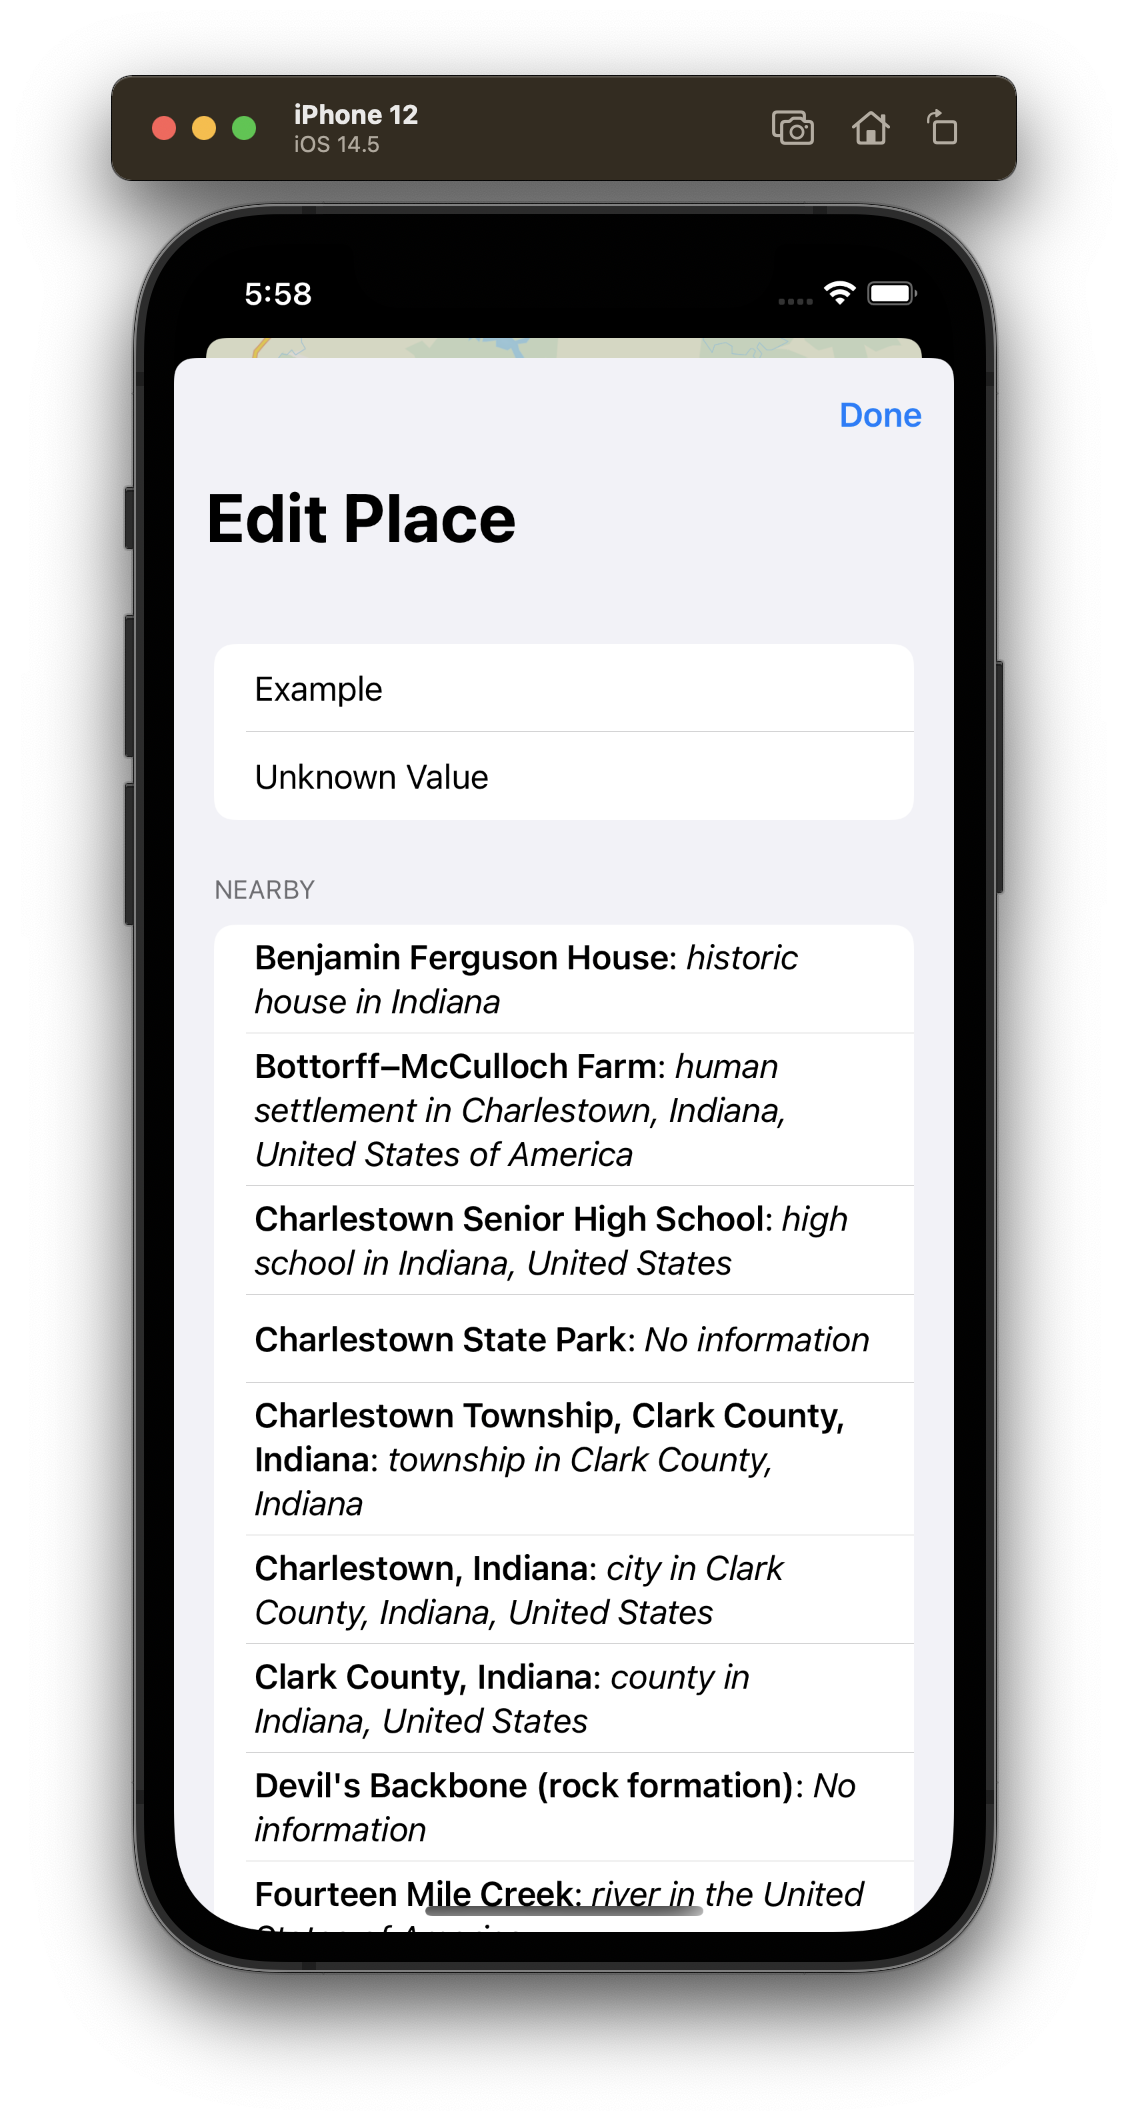 iPhone 12
iOS 14.5
5:58
Done
Edit Place
Example
Unknown Value
NEARBY
Benjamin Ferguson House: historic
house in Indiana
Bottorff–McCulloch Farm: human
settlement in Charlestown, Indiana,
United States of America
Charlestown Senior High School: high
school in Indiana, United States
Charlestown State Park: No information
Charlestown Township, Clark County,
Indiana: township in Clark County,
Indiana
Charlestown, Indiana: city in Clark
County, Indiana, United States
Clark County, Indiana: county in
Indiana, United States
Devil's Backbone (rock formation): No
information
Fourteen Mile Creek: river in the United
States of America